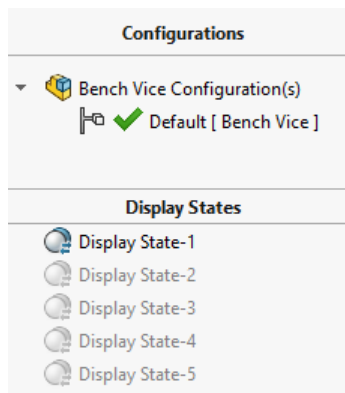 Configurations
Bench Vice Configuration(s)
Default [ Bench Vice ]
Display States
Display State-1
Display State-2
Display State-3
Display State-4
Display State-5